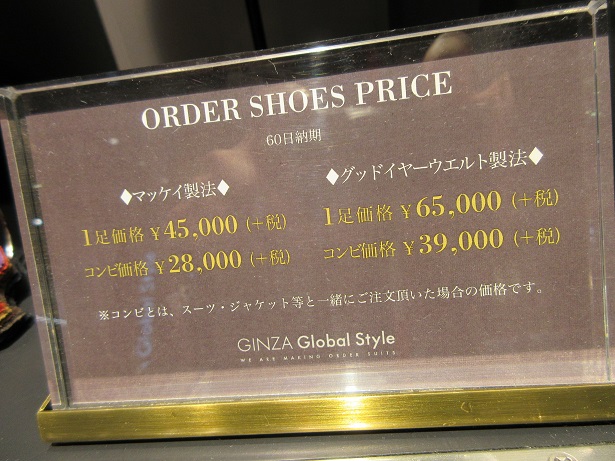 ORDER SHOES PRICE
60日納期
◆マッケイ製法◆
1足価格 ¥45,000 (+税)
コンビ価格 ¥28,000 (+税)
◆グッドイヤーウエルト製法◆
1足価格 ¥65,000 (+税)
コンビ価格 ¥39,000 (+税)
※コンビとは、スーツ・ジャケット等と一緒にご注文頂いた場合の価格です。
GINZA Global Style
WE ARE MAKING ORDER SUITS